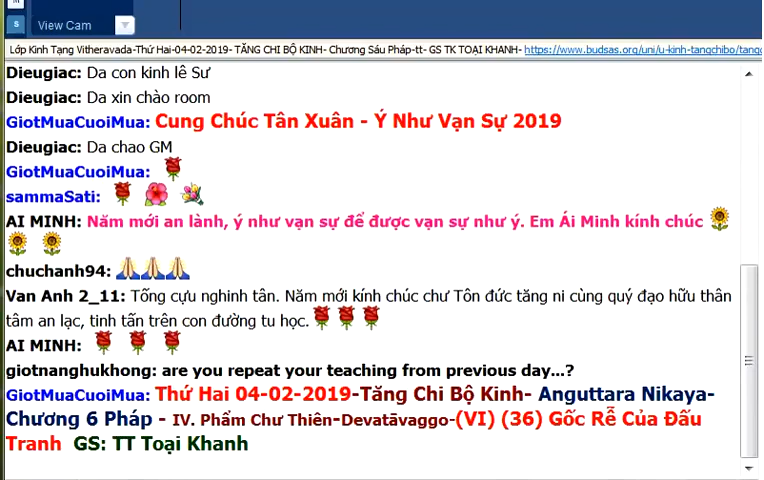 View Cam
Lớp Kinh Tạng Vitheravada-Thứ Hai-04-02-2019- TĂNG CHI BỘ KINH- Chương Sáu Pháp-tt- GS TK TOẠI KHANH- https://www.budsas.org/uni/u-kinh-tangchibo/tang
Dieugiac: Da con kinh lê Sư
Dieugiac: Da xin chào room
GiotMuaCuoiMua: Cung Chúc Tân Xuân - Ý Như Vạn Sự 2019
Dieugiac: Da chao GM
GiotMuaCuoiMua:
sammaSati:
AI MINH: Năm mới an lành, ý như vạn sự để được vạn sự như ý. Em Ái Minh kính chúc
chuchanh94:
Van Anh 2_11: Tống cựu nghinh tân. Năm mới kính chúc chư Tôn đức tăng ni cùng quý đạo hữu thân
tâm an lạc, tinh tấn trên con đường tu học.
AI MINH:
giotnanghukhong: are you repeat your teaching from previous day...?
GiotMuaCuoiMua: Thứ Hai 04-02-2019-Tăng Chi Bộ Kinh- Anguttara Nikaya-
Chương 6 Pháp - IV. Phẩm Chư Thiên-Devatāvaggo-(VI) (36) Gốc Rễ Của Đấu
Tranh GS: TT Toại Khanh